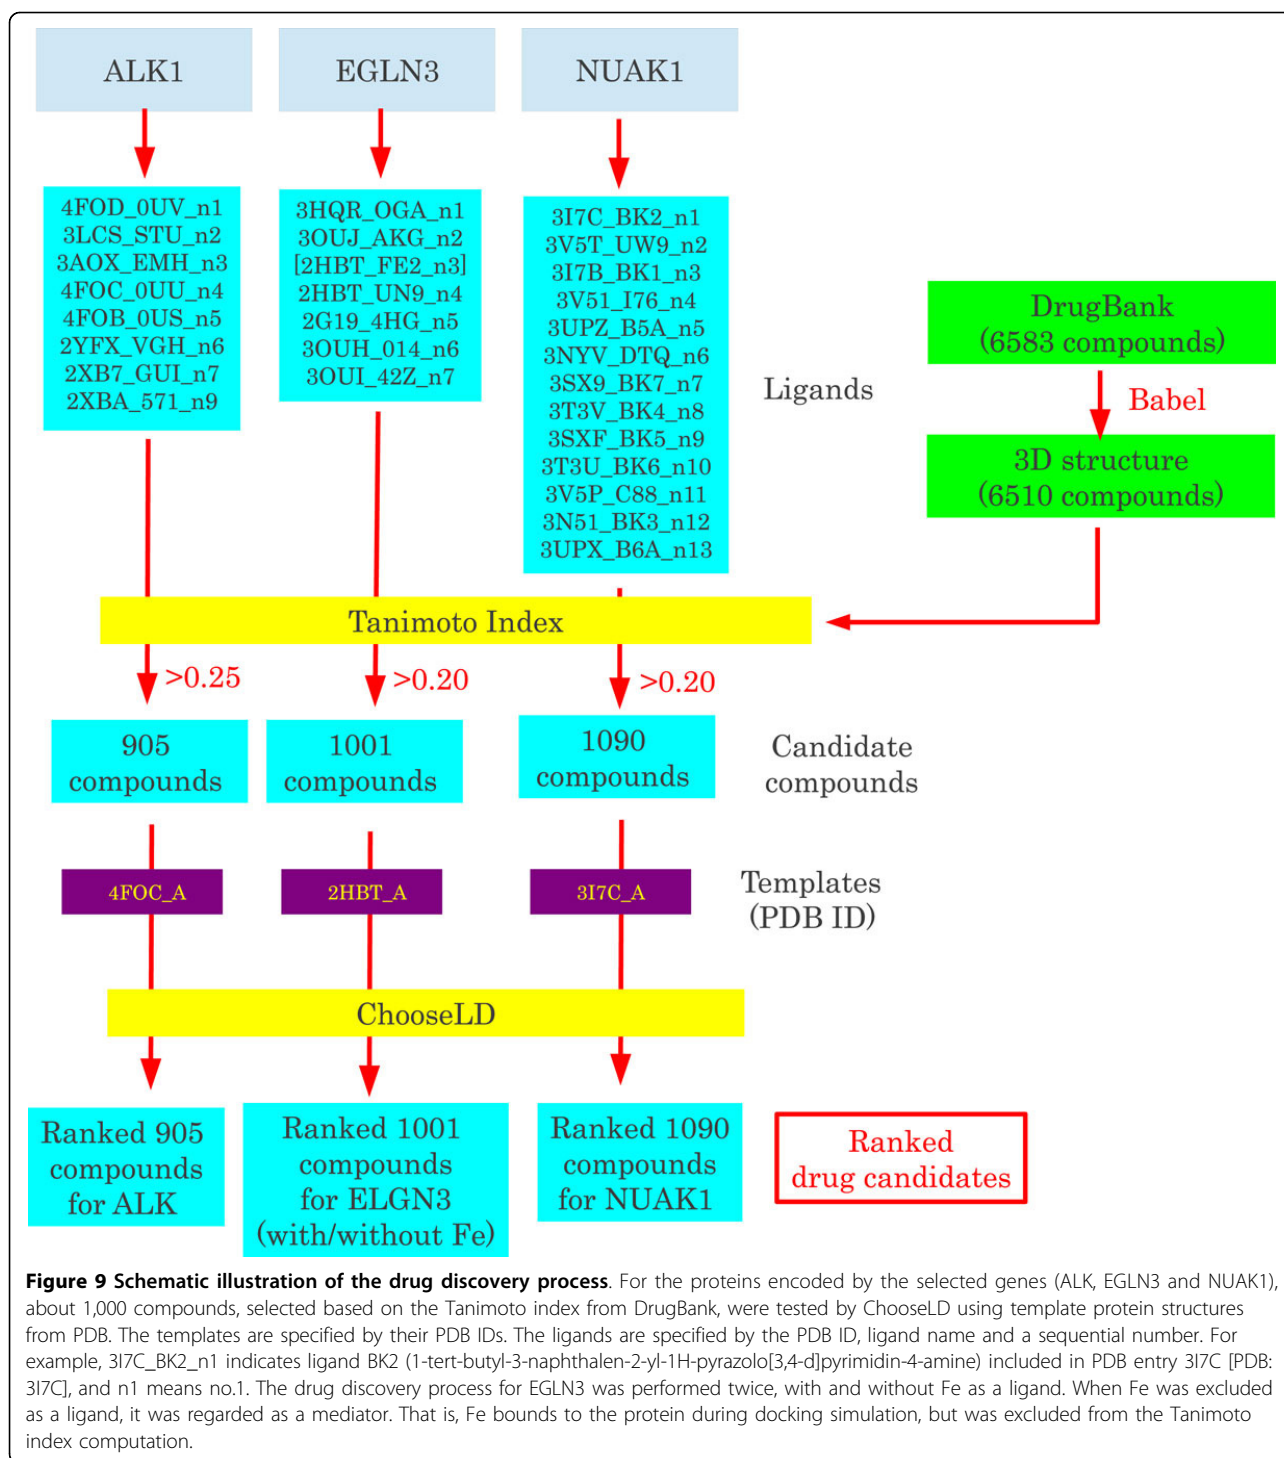 ALK1
EGLN3
NUAK1
4FOD_0UV_n1
3LCS_STU_n2
3AOX_EMH_n3
4FOC_0UU_n4
4FOB_0US_n5
2YFX_VGH_n6
2XB7_GUI_n7
2XBA_571_n9
3HQR_OGA_n1
3OUJ_AKG_n2
[2HBT_FE2_n3]
2HBT_UN9_n4
2G19_4HG_n5
3OUH_014_n6
3OUI_42Z_n7
3I7C_BK2_n1
3V5T_UW9_n2
3I7B_BK1_n3
3V51_I76_n4
3UPZ_B5A_n5
3NYV_DTQ_n6
3SX9_BK7_n7
3T3V_BK4_n8
3SXF_BK5_n9
3T3U_BK6_n10
3V5P_C88_n11
3N51_BK3_n12
3UPX_B6A_n13
Ligands
DrugBank
(6583 compounds)
Babel
3D structure
(6510 compounds)
Tanimoto Index
>0.25
>0.20
>0.20
905
compounds
1001
compounds
1090
compounds
Candidate
compounds
4FOC_A
2HBT_A
3I7C_A
Templates
(PDB ID)
ChooseLD
Ranked 905
compounds
for ALK
Ranked 1001
compounds
for ELGN3
(with/without Fe)
Ranked 1090
compounds
for NUAK1
Ranked
drug candidates
Figure 9 Schematic illustration of the drug discovery process. For the proteins encoded by the selected genes (ALK, EGLN3 and NUAK1),
about 1,000 compounds, selected based on the Tanimoto index from DrugBank, were tested by ChooseLD using template protein structures
from PDB. The templates are specified by their PDB IDs. The ligands are specified by the PDB ID, ligand name and a sequential number. For
example, 3I7C_BK2_n1 indicates ligand BK2 (1-tert-butyl-3-naphthalen-2-yl-1H-pyrazolo[3,4-d]pyrimidin-4-amine) included in PDB entry 3I7C [PDB:
3I7C], and n1 means no.1. The drug discovery process for EGLN3 was performed twice, with and without Fe as a ligand. When Fe was excluded
as a ligand, it was regarded as a mediator. That is, Fe bounds to the protein during docking simulation, but was excluded from the Tanimoto
index computation.